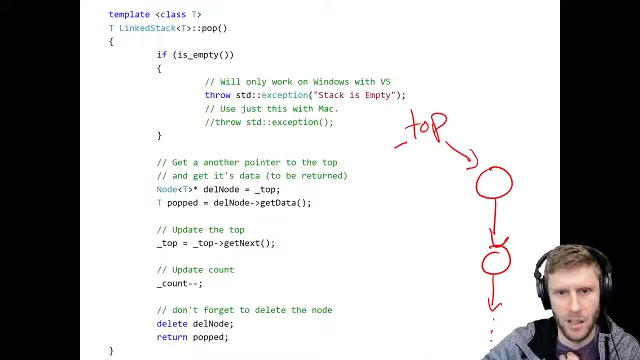 template <class T>
T LinkedStack<T>::pop()
{
if (is_empty())
{
// Will only work on Windows with VS
throw std::exception("Stack is Empty");
// Use just this with Mac.
//throw std::exception();
}
// Get a another pointer to the top
// and get it's data (to be returned)
Node<T>* delNode = _top;
T popped = delNode->getData();
// Update the top
_top = _top->getNext();
// Update count
_count--;
// don't forget to delete the node
delete delNode;
return popped;
}
_top